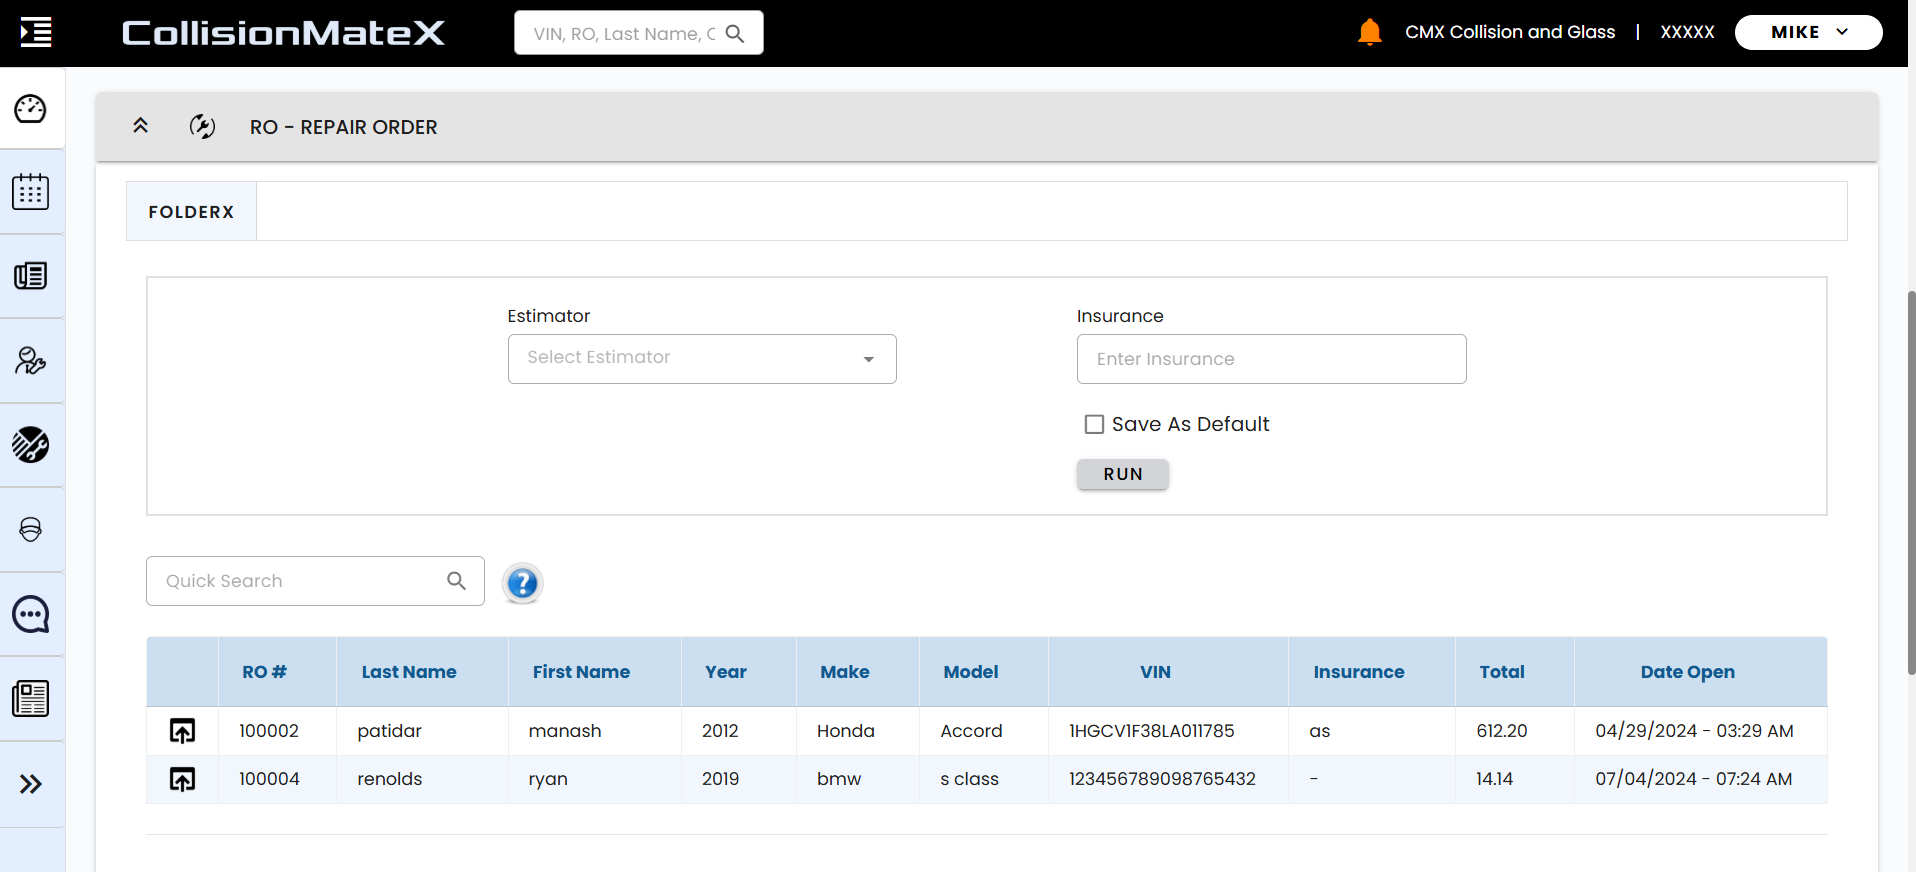 CollisionMateX
VIN, RO, Last Name, C
CMX Collision and Glass | XXXXX
MIKE
RO - REPAIR ORDER
FOLDERX
Estimator
Insurance
Select Estimator
Enter Insurance
Save As Default
RUN
Quick Search
?
RO # Last Name First Name Year Make Model VIN Insurance Total Date Open
100002 patidar manash 2012 Honda Accord 1HGCV1F38LA011785 as 612.20 04/29/2024 - 03:29 AM
100004 renolds ryan 2019 bmw s class 123456789098765432 - 14.14 07/04/2024 - 07:24 AM